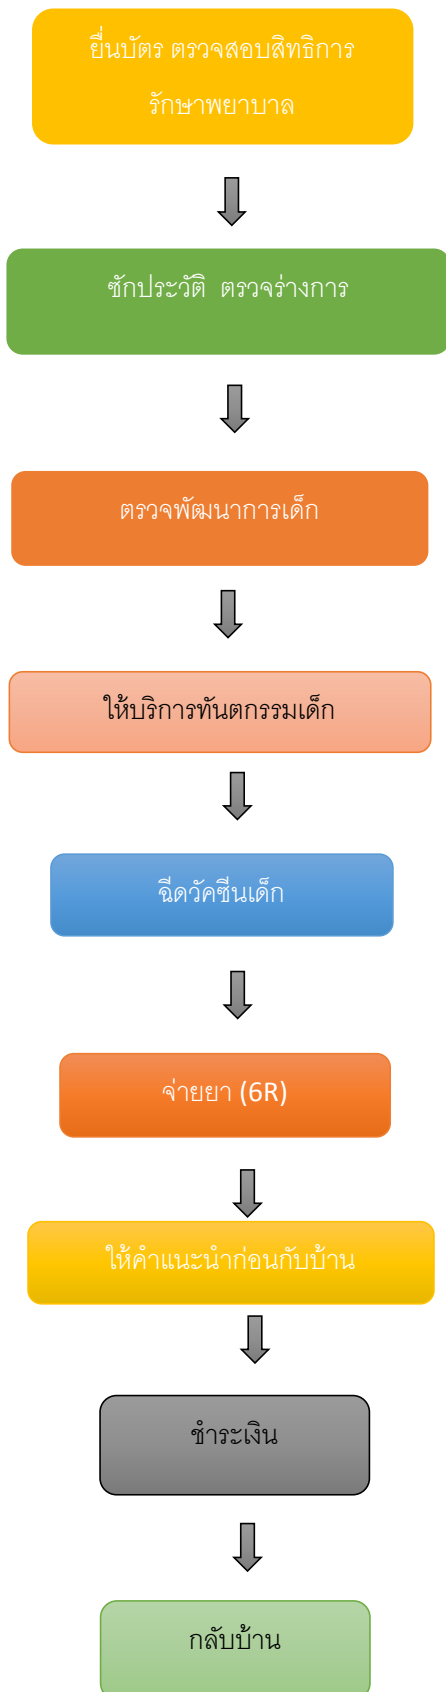 ยื่นบัตร ตรวจสอบสิทธิการ
รักษาพยาบาล
ซักประวัติ ตรวจร่างการ
ตรวจพัฒนาการเด็ก
ให้บริการทันตกรรมเด็ก
ฉีดวัคซีนเด็ก
จ่ายยา (6R)
ให้คำแนะนำก่อนกับบ้าน
ชำระเงิน
กลับบ้าน